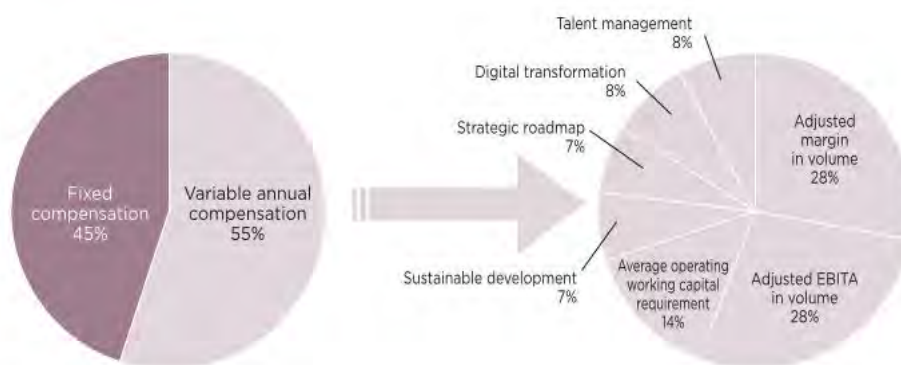 Fixed
compensation
45%
Variable annual
compensation
55%
Talent management
8%
Digital transformation
8%
Strategic roadmap
7%
Sustainable development
7%
Average operating
working capital
requirement
14%
Adjusted EBITA
in volume
28%
Adjusted
margin
in volume
28%